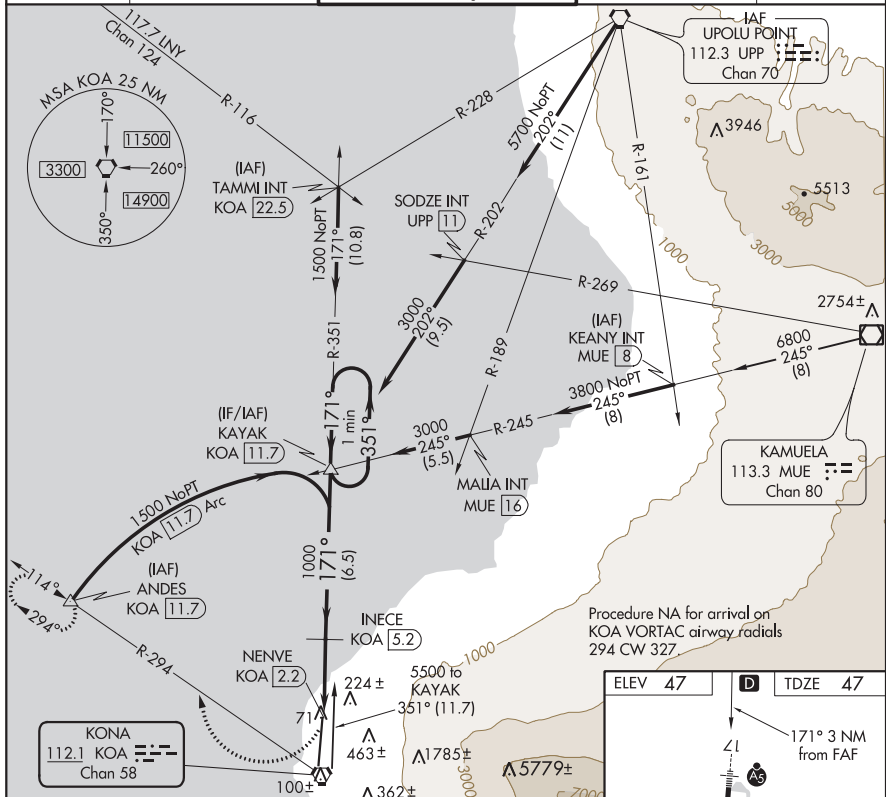 117.7 LNY
Chan 124
R-116
R-228
IAF
UPOLU POINT
112.3 UPP
Chan 70
MSA KOA 25 NM
170°
11500
3300
260°
14900
350°
5700 NoPT
202°
(11)
R-161
3946
5513
5000
(IAF)
TAMMI INT
KOA 22.5
SODZE INT
UPP 11
R-202
1000
3000
1500 NoPT
171°
(10.8)
R-269
2754±
3000
202°
(9.5)
R-189
(IAF)
KEANY INT
MUE 8
6800
245°
(8)
R-351
3800 NoPT
245°
(8)
171°
1 min
351°
(IF/IAF)
KAYAK
KOA 11.7
3000
245°
(5.5)
R-245
KAMUELA
113.3 MUE
Chan 80
MALIA INT
MUE 16
1500 NoPT
KOA 11.7 Arc
1000
171°
(6.5)
114°
294°
(IAF)
ANDES
KOA 11.7
INECE
KOA 5.2
Procedure NA for arrival on
KOA VORTAC airway radials
294 CW 327.
1000
R-294
NENVE
KOA 2.2
5500 to
KAYAK
351° (11.7)
224±
71
ELEV 47
D
TDZE 47
KONA
112.1 KOA
Chan 58
463±
1785±
3000
5779±
7000
171° 3 NM
from FAF
17
A5
100±
362±